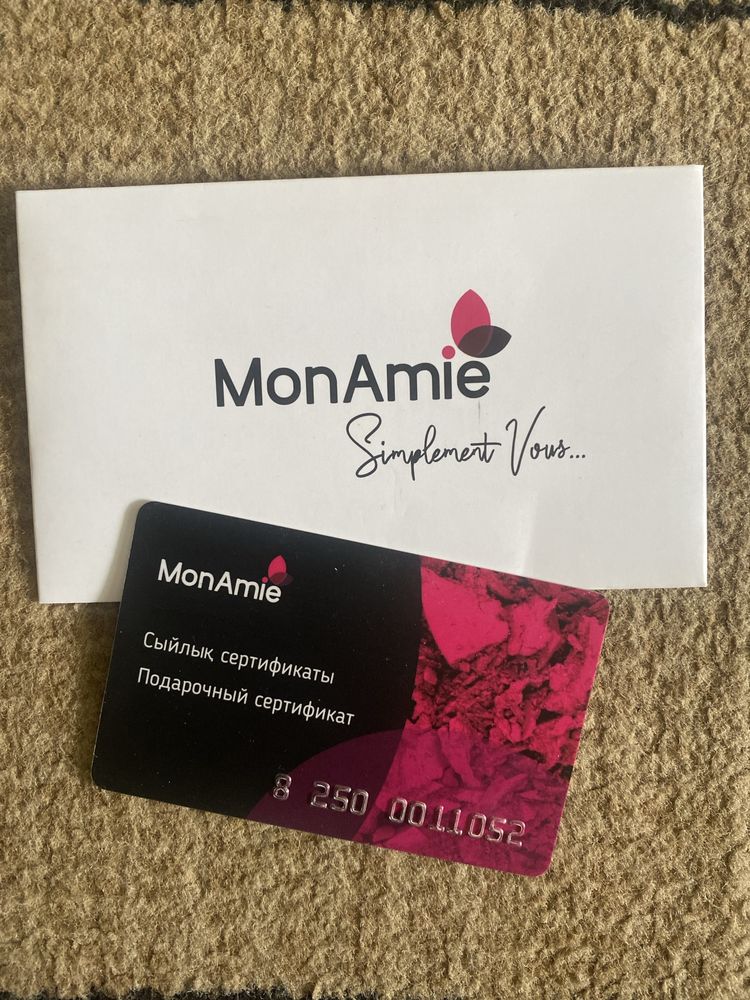 MonAmie
Simplement Vous...
MonAmie
Сыйлық сертификаты
Подарочный сертификат
8 250 0011052